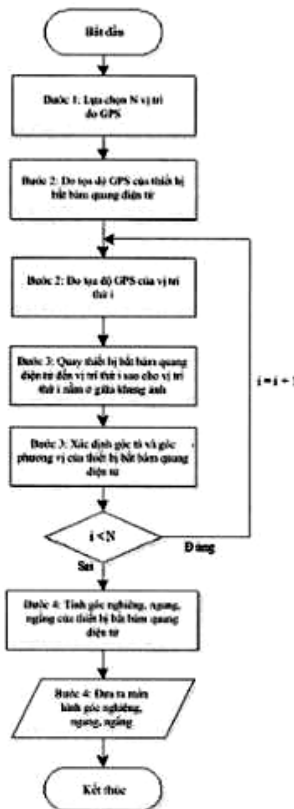 Bắt đầu
Bước 1: Lựa chọn N vị trí
đo GPS
Bước 2: Đo tọa độ GPS của thiết bị
bắt bám quang điện tử
Bước 2: Đo tọa độ GPS của vị trí
thứ i
Bước 3: Quay thiết bị bắt bám quang
điện tử đến vị trí thứ i sao cho vị trí
thứ i nằm ở giữa khung ảnh
i = i + 1
Bước 3: Xác định góc tà và góc
phương vị của thiết bị bắt bám quang
điện tử
i < N
Đúng
Sai
Bước 4: Tính góc nghiêng, ngang,
ngẩng của thiết bị bắt bám quang
điện tử
Bước 4: Đưa ra màn
hình góc nghiêng,
ngang, ngẩng
Kết thúc